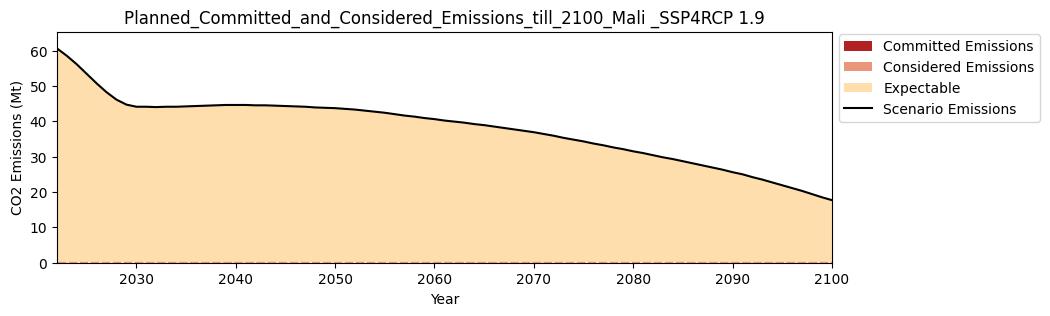 Planned_Committed_and_Considered_Emissions_till_2100_Mali _SSP4RCP 1.9
CO2 Emissions (Mt)
60
50
40
30
20
10
0
2030 2040 2050 2060 2070 2080 2090 2100
Year
Committed Emissions
Considered Emissions
Expectable
Scenario Emissions